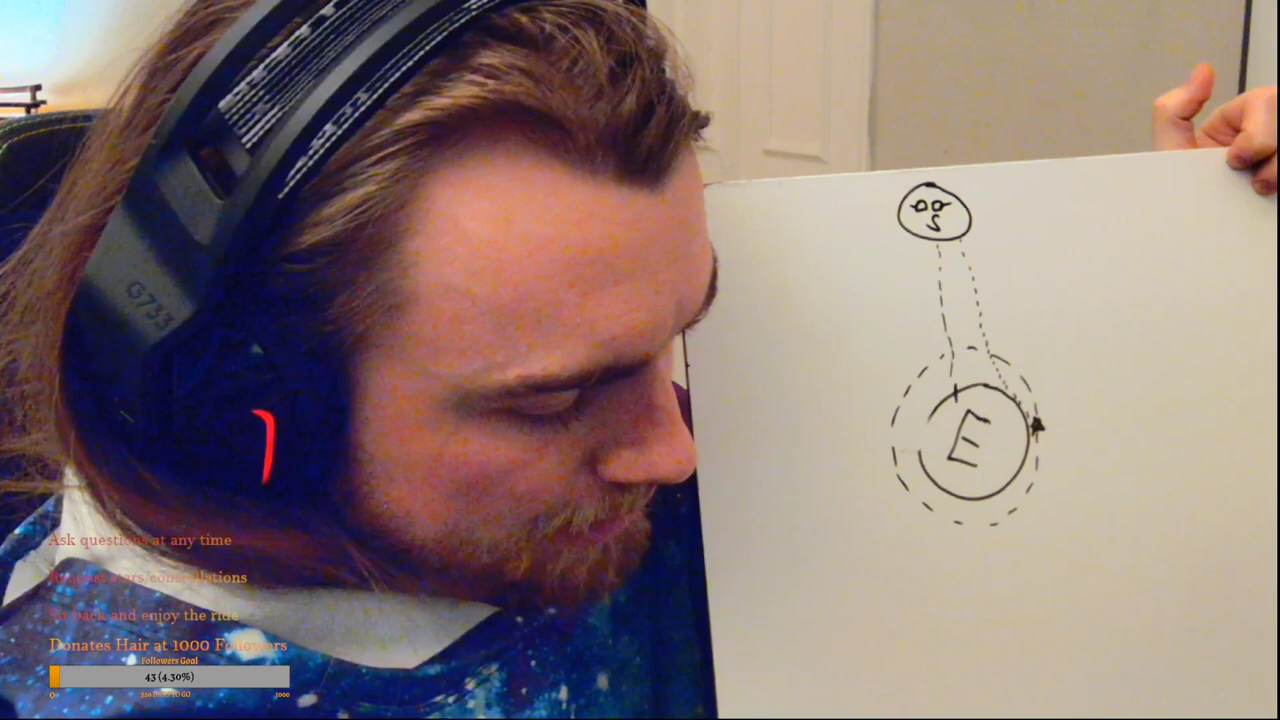 G733
E
Ask questions at any time
Request stars/constellations
Sit back and enjoy the ride
Donates Hair at 1000 Followers
Followers Goal
43 (4.30%)
0
1000